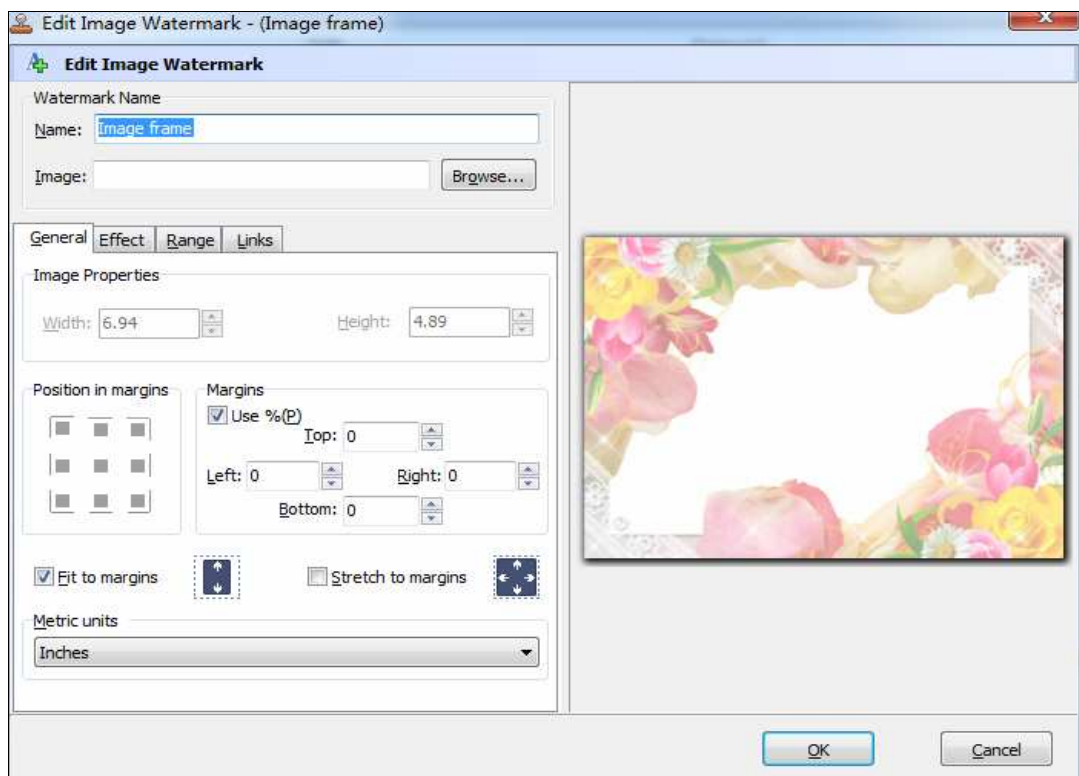 Edit Image Watermark - (Image frame)
Edit Image Watermark
Watermark Name
Name: Image frame
Image: Browse...
General Effect Range Links
Image Properties
Width: 6.94 Height: 4.89
Position in margins Margins
Use %(P)
Top: 0
Left: 0 Right: 0
Bottom: 0
Fit to margins Stretch to margins
Metric units
Inches
OK Cancel